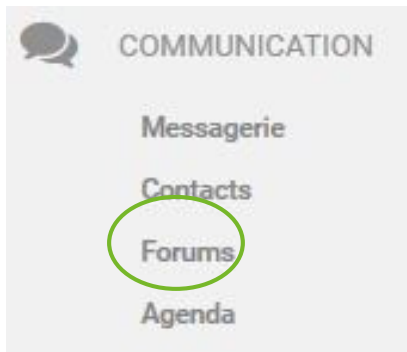 COMMUNICATION
Messagerie
Contacts
Forums
Agenda